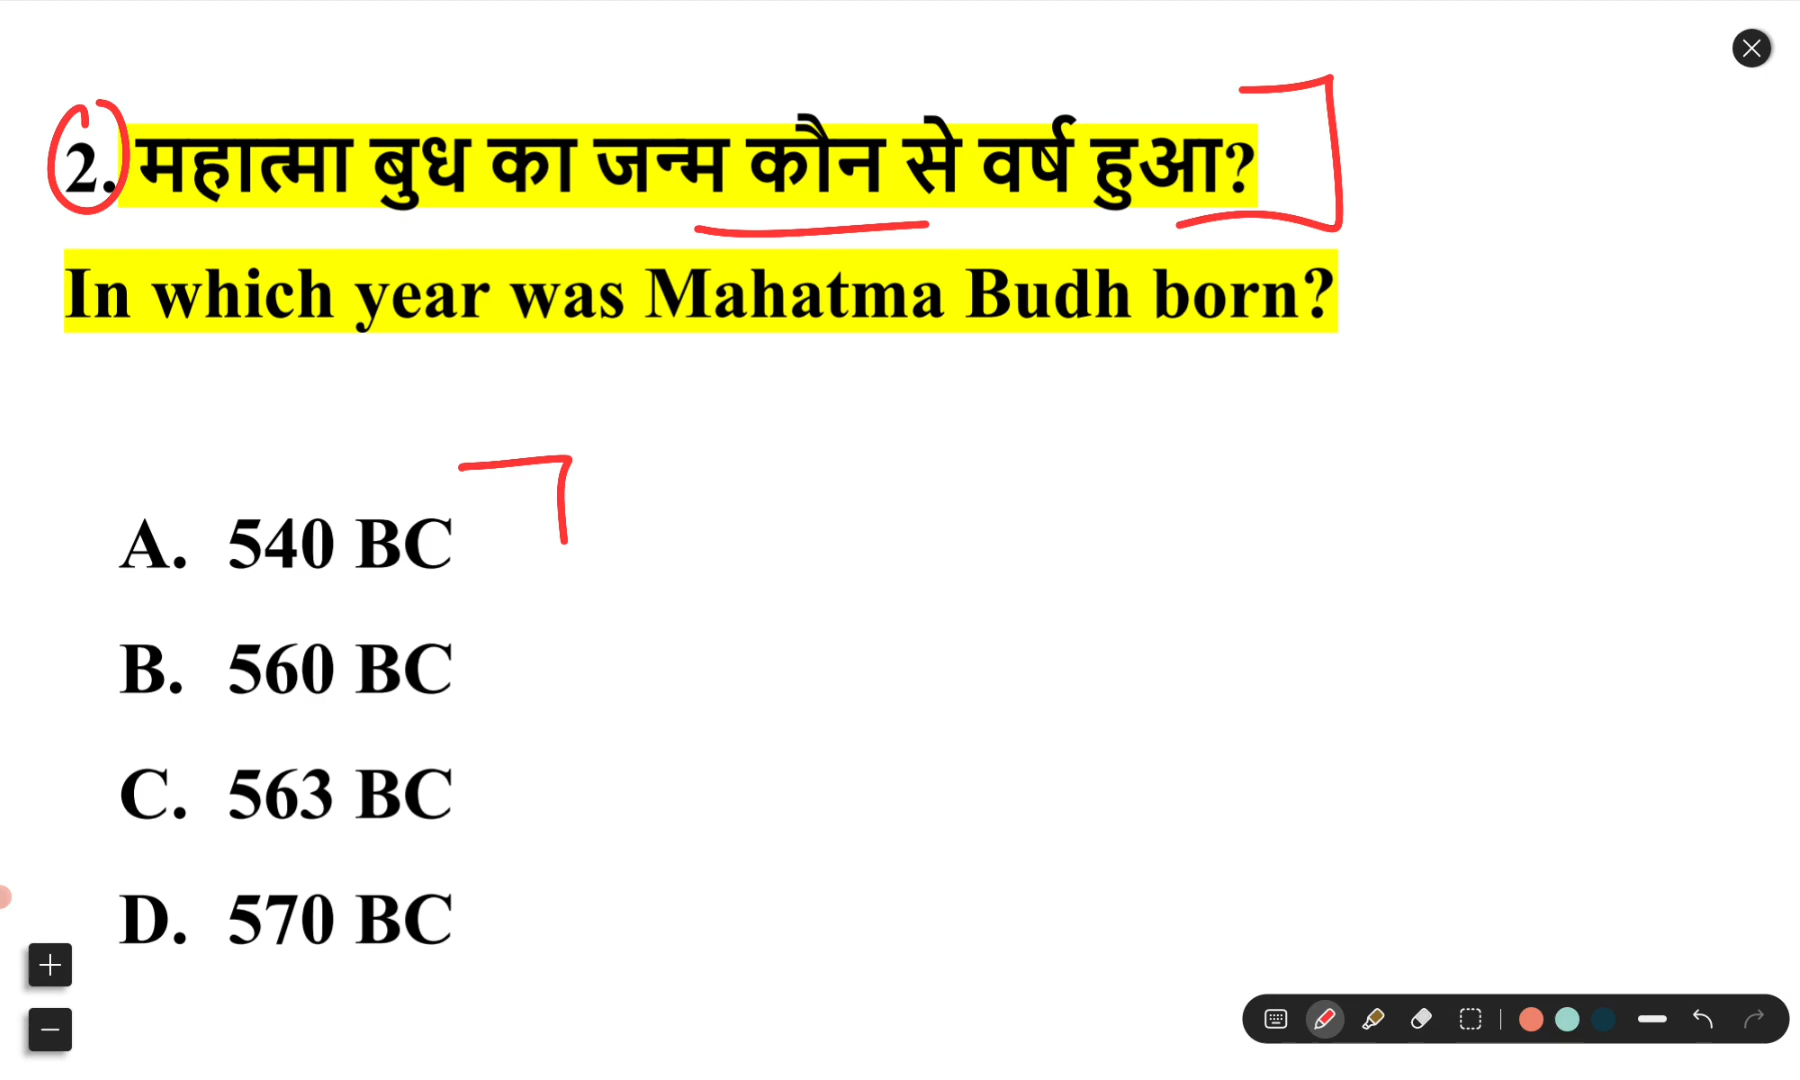 2. महात्मा बुध का जन्म कौन से वर्ष हुआ?
In which year was Mahatma Budh born?
A. 540 BC
B. 560 BC
C. 563 BC
D. 570 BC